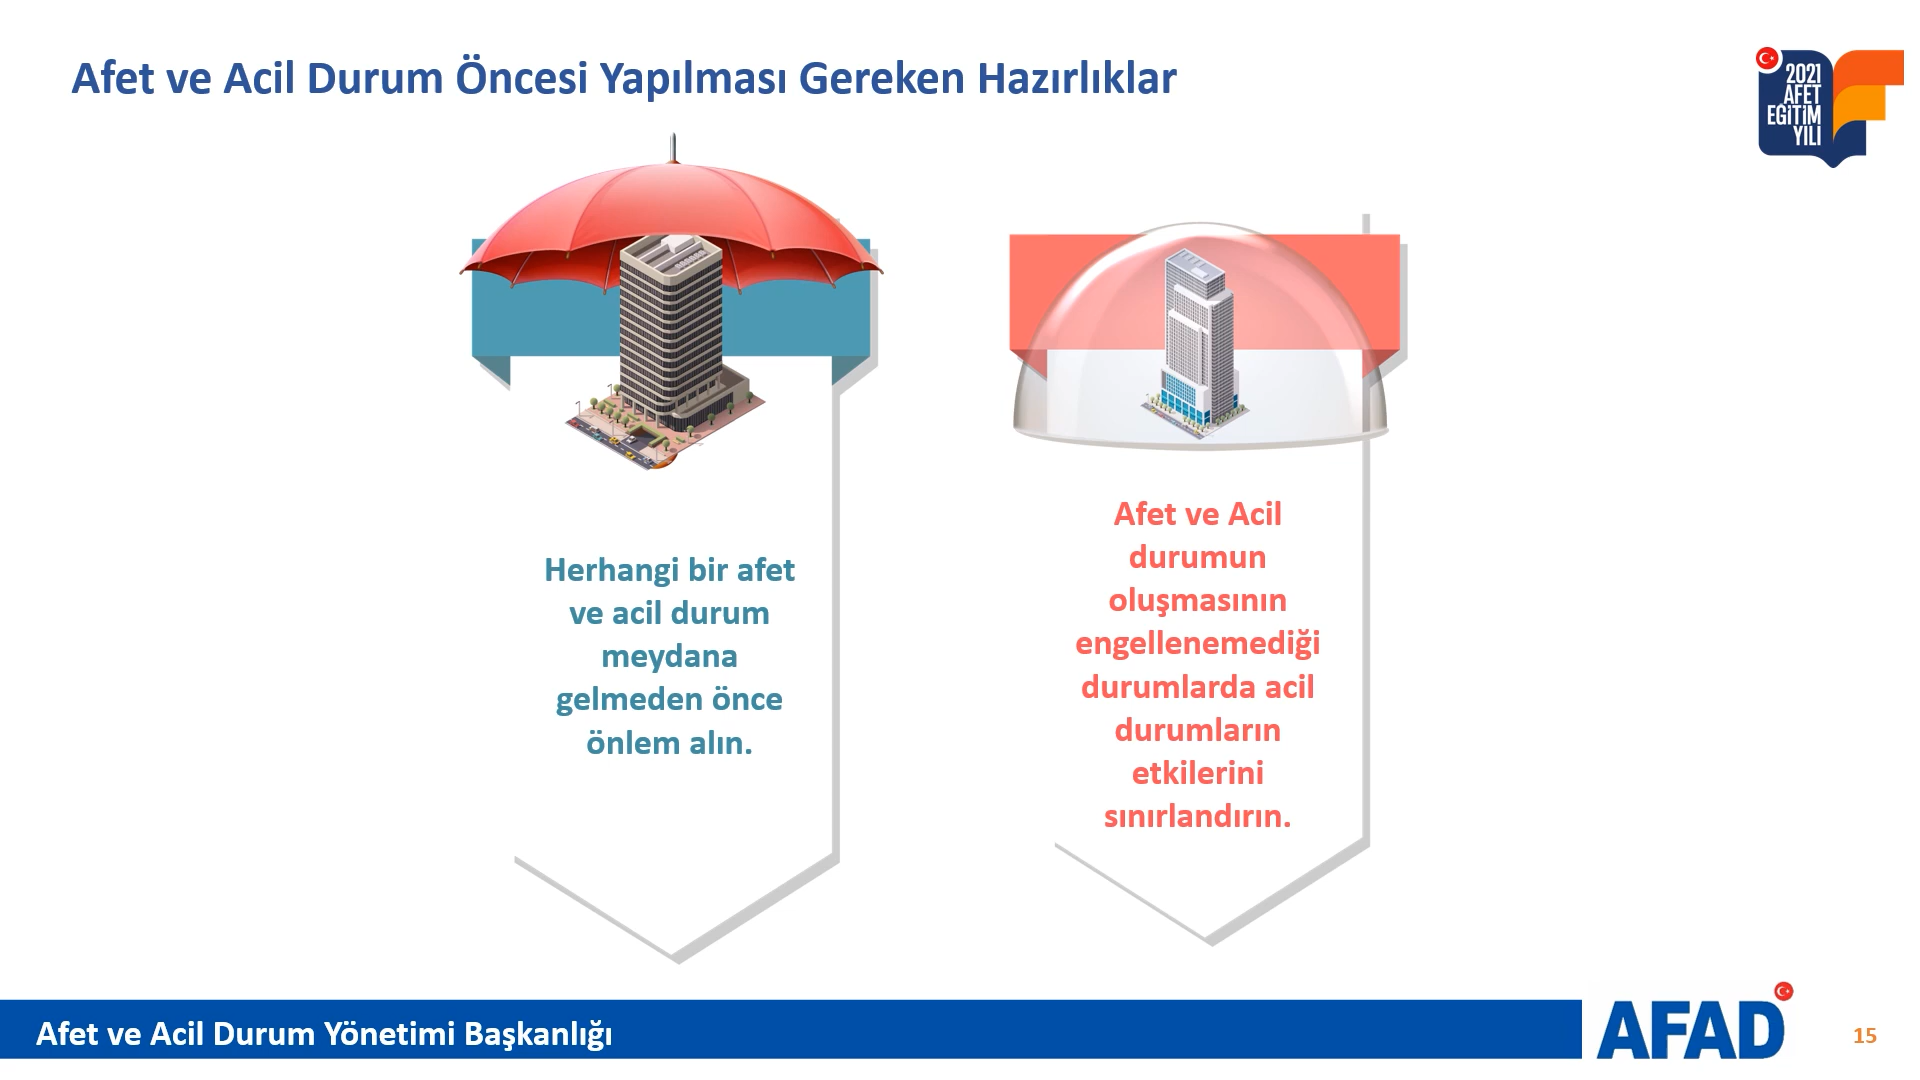 Afet ve Acil Durum Öncesi Yapılması Gereken Hazırlıklar
2021
AFET
EĞİTİM
YILI
Herhangi bir afet
ve acil durum
meydana
gelmeden önce
önlem alın.
Afet ve Acil
durumun
oluşmasının
engellenemediği
durumlarda acil
durumların
etkilerini
sınırlandırın.
Afet ve Acil Durum Yönetimi Başkanlığı
AFAD
15